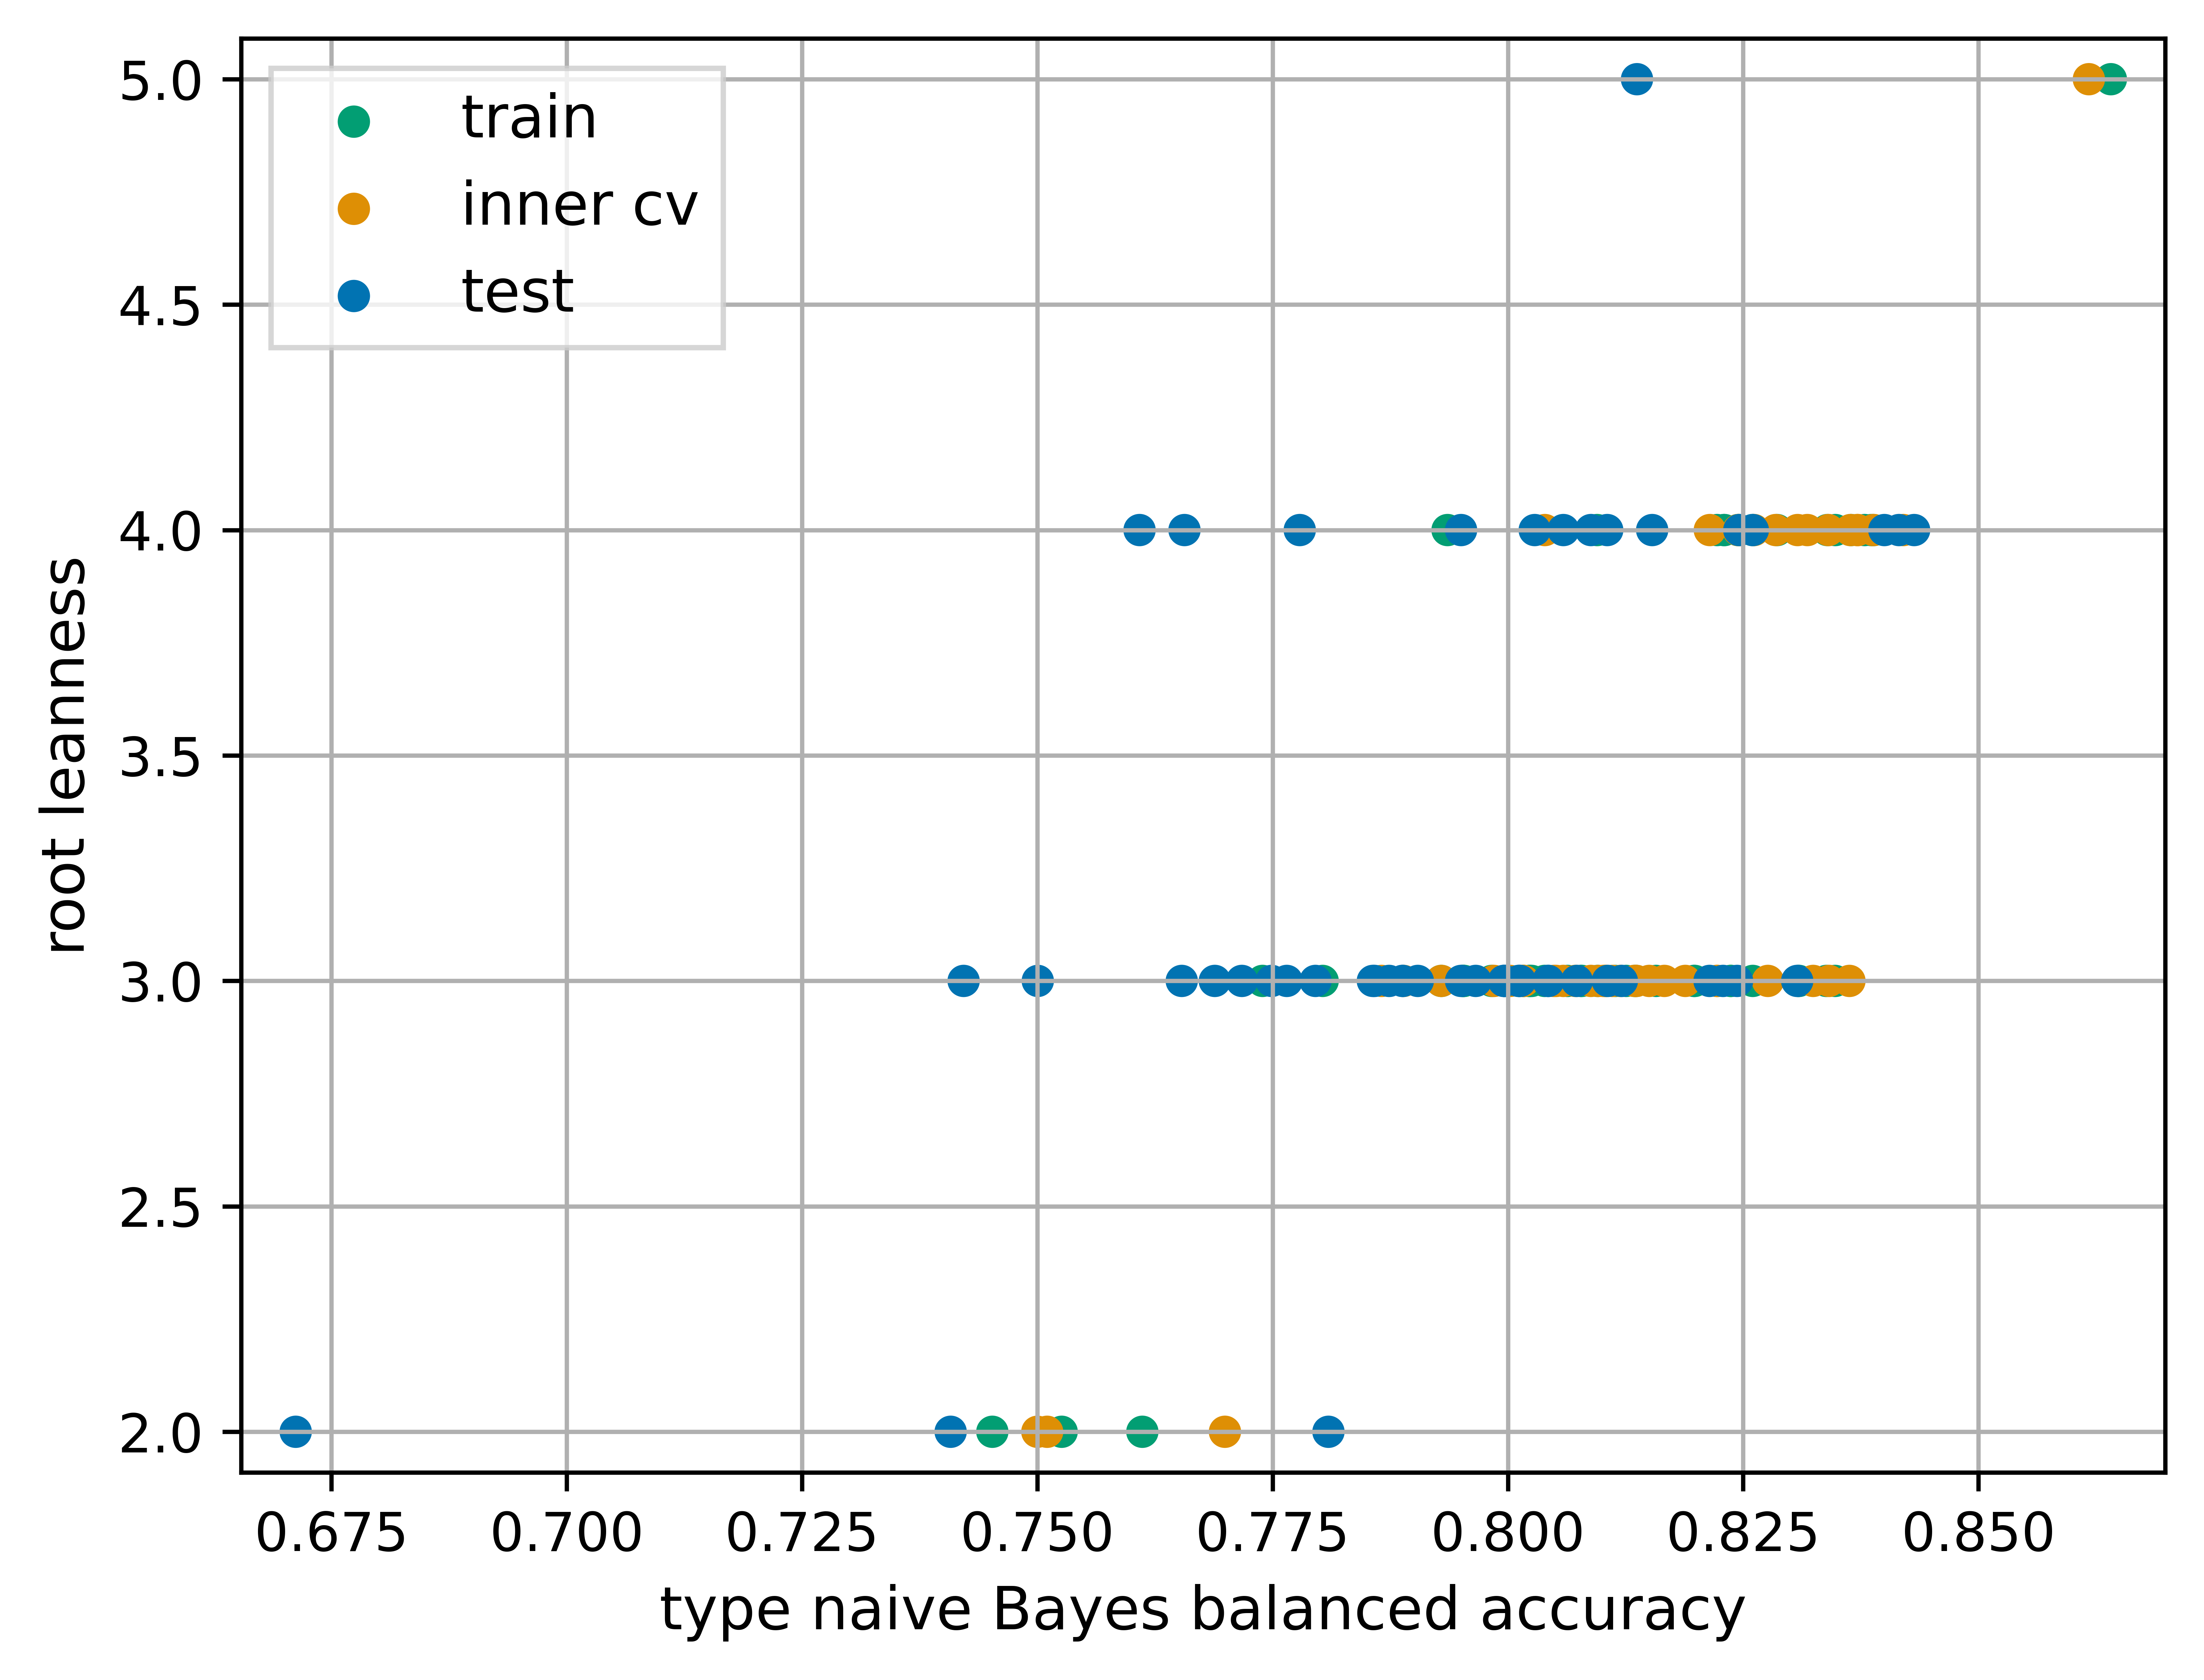 train
inner cv
test
5.0
4.5
4.0
3.5
3.0
2.5
2.0
root leanness
0.675 0.700 0.725 0.750 0.775 0.800 0.825 0.850
type naive Bayes balanced accuracy